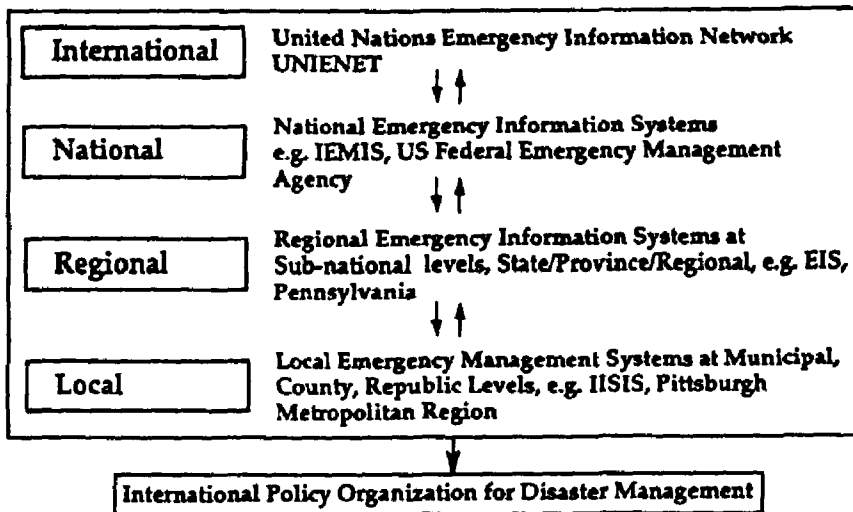 International
United Nations Emergency Information Network
UNIENET
National
National Emergency Information Systems
e.g. IEMIS, US Federal Emergency Management
Agency
Regional
Regional Emergency Information Systems at
Sub-national levels, State/Province/Regional, e.g. EIS,
Pennsylvania
Local
Local Emergency Management Systems at Municipal,
County, Republic Levels, e.g. IISIS, Pittsburgh
Metropolitan Region
International Policy Organization for Disaster Management